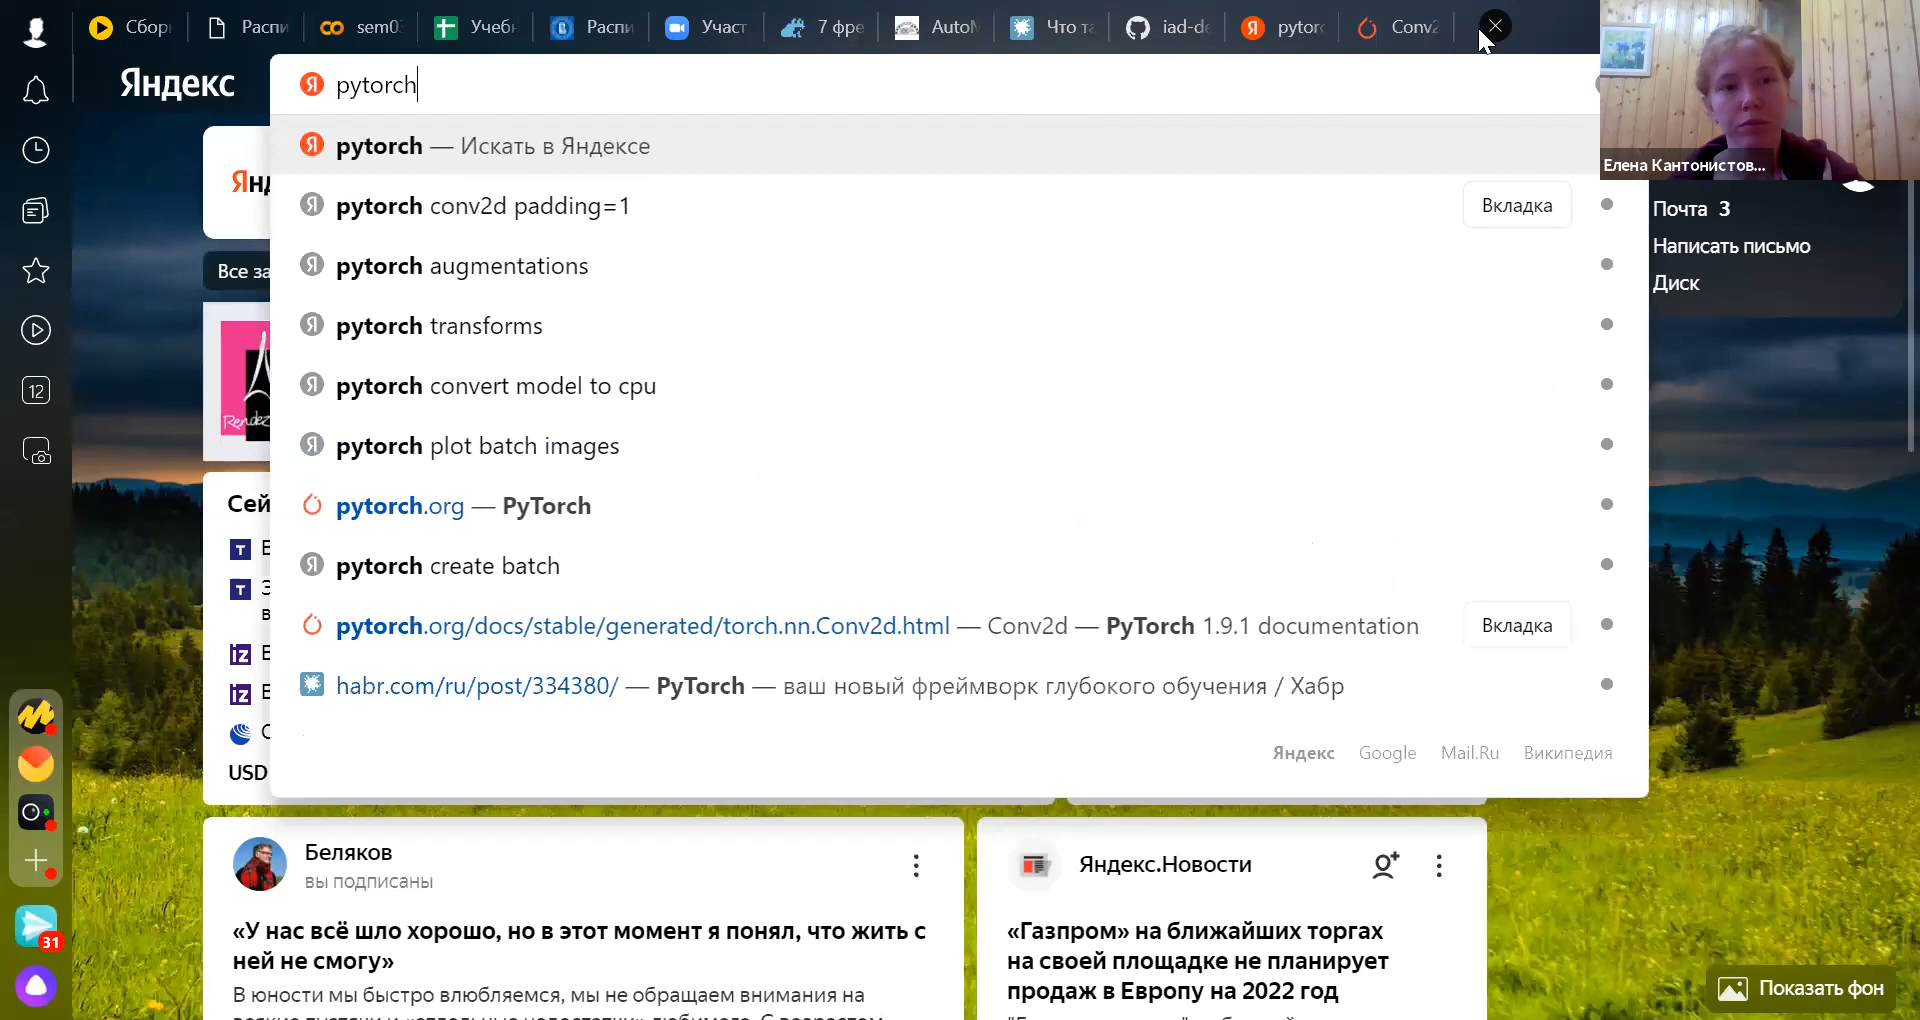 Сбор
Распи
sem03
Учеб
Распи
Участ
7 фре
AutoM
Что та
iad-de
pytorc
Conv2
Яндекс
pytorch
pytorch — Искать в Яндексе
pytorch conv2d padding=1
Вкладка
pytorch augmentations
pytorch transforms
pytorch convert model to cpu
pytorch plot batch images
pytorch.org — PyTorch
pytorch create batch
pytorch.org/docs/stable/generated/torch.nn.Conv2d.html — Conv2d — PyTorch 1.9.1 documentation
Вкладка
habr.com/ru/post/334380/ — PyTorch — ваш новый фреймворк глубокого обучения / Хабр
Яндекс Google Mail.Ru Википедия
Елена Кантонистов...
Почта 3
Написать письмо
Диск
12
31
Янд
Все за
Rendez
Сей
USD
Беляков
вы подписаны
«У нас всё шло хорошо, но в этот момент я понял, что жить с
ней не смогу»
В юности мы быстро влюбляемся, мы не обращаем внимания на
Яндекс.Новости
«Газпром» на ближайших торгах
на своей площадке не планирует
продаж в Европу на 2022 год
Показать фон